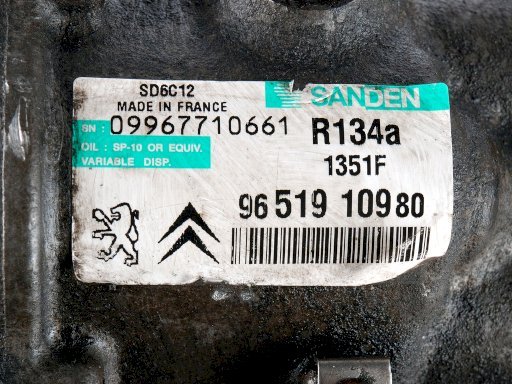 SD6C12
SANDEN
MADE IN FRANCE
SN : 09967710661
R134a
OIL : SP-10 OR EQUIV.
VARIABLE DISP.
1351F
96 519 109 80